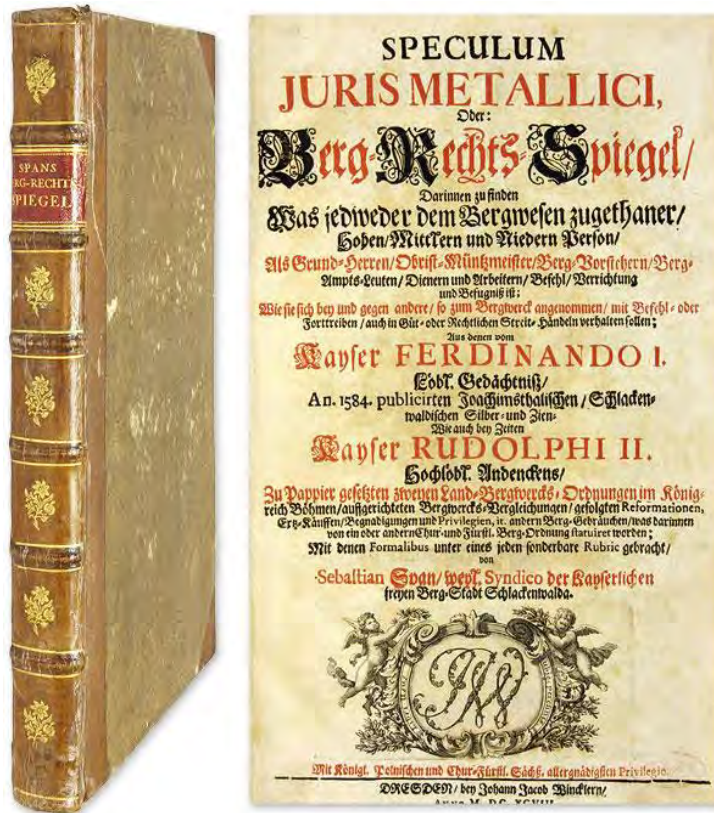 SPANS
ERG-RECHTS
SPIEGEL
SPECULUM
JURIS METALLICI,
Oder:
Berg-Rechts-Spiegel/
Darinnen zu finden
Was jedweder dem Bergwesen zugethaner/
Hohen/Mittlern und Niedern Person/
Als Grund-Herren/Obrist-Müntzmeister/Berg-Vorstehern/Berg-
Ampts-Leuten/Dienern und Arbeitern/Befehl/Verrichtung
und Befugniß ist:
Wie sie sich bey und gegen andere/so zum Bergwerck angenommen/mit Befehl- oder
Forttreiben/auch in Güt- oder Rechtlichen Streit-Händeln verhalten sollen;
Aus denen vom
Kayser FERDINANDO I.
Löbl. Gedächtniß/
An. 1584. publicirten Joachimsthalischen/Schlacken-
waldischen Silber- und Zien-
Wie auch bey Zeiten
Kayser RUDOLPHI II.
Hochlöbl. Andenckens/
Zu Pappier gesetzten zweyen Land-Bergwercks-Ordnungen im König-
reich Böhmen/auffgerichteten Bergwercks-Vergleichungen/gefolgten Reformationen,
Ertz-Käuffen/Begnadigungen und Privilegien, it. andern Berg-Gebräuchen/was darinnen
von ein oder andern Chur- und Fürstl. Berg-Ordnung statuiret worden;
Mit denen Formalibus unter eines jeden sonderbare Rubric gebracht/
von
Sebastian Span/weyl. Syndico der Kayserlichen
freyen Berg-Stadt Schlackenwalda.
Mit Königl. Polnischen und Chur-Fürstl. Sächs. allergnädigsten Privilegio.
DRESDEN/bey Johann Jacob Wincklern/
Anno M. DC. XCVIII.